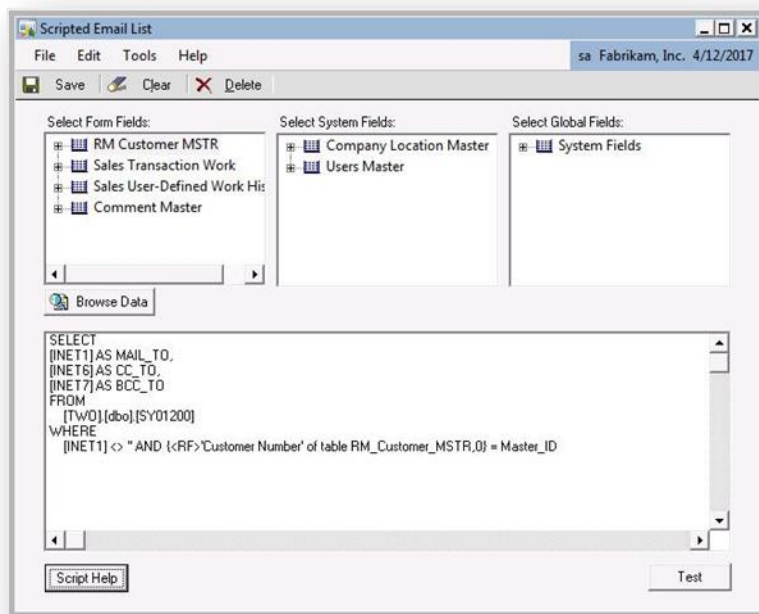 Scripted Email List
File Edit Tools Help
sa Fabrikam, Inc. 4/12/2017
Save Clear Delete
Select Form Fields: Select System Fields: Select Global Fields:
RM Customer MSTR Company Location Master System Fields
Sales Transaction Work Users Master
Sales User-Defined Work His
Comment Master
Browse Data
SELECT
[INET1] AS MAIL_TO,
[INET6] AS CC_TO,
[INET7] AS BCC_TO
FROM
[TWO].[dbo].[SY01200]
WHERE
[INET1] <> '' AND {<RF>'Customer Number' of table RM_Customer_MSTR,0} = Master_ID
Script Help Test